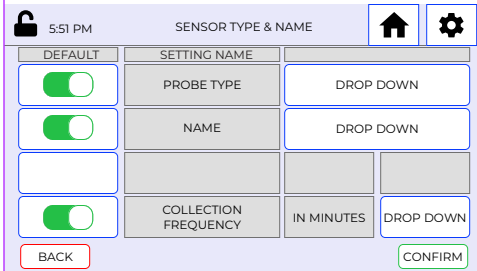 5:51 PM
SENSOR TYPE & NAME
DEFAULT
SETTING NAME
PROBE TYPE
DROP DOWN
NAME
DROP DOWN
COLLECTION
FREQUENCY
IN MINUTES
DROP DOWN
BACK
CONFIRM